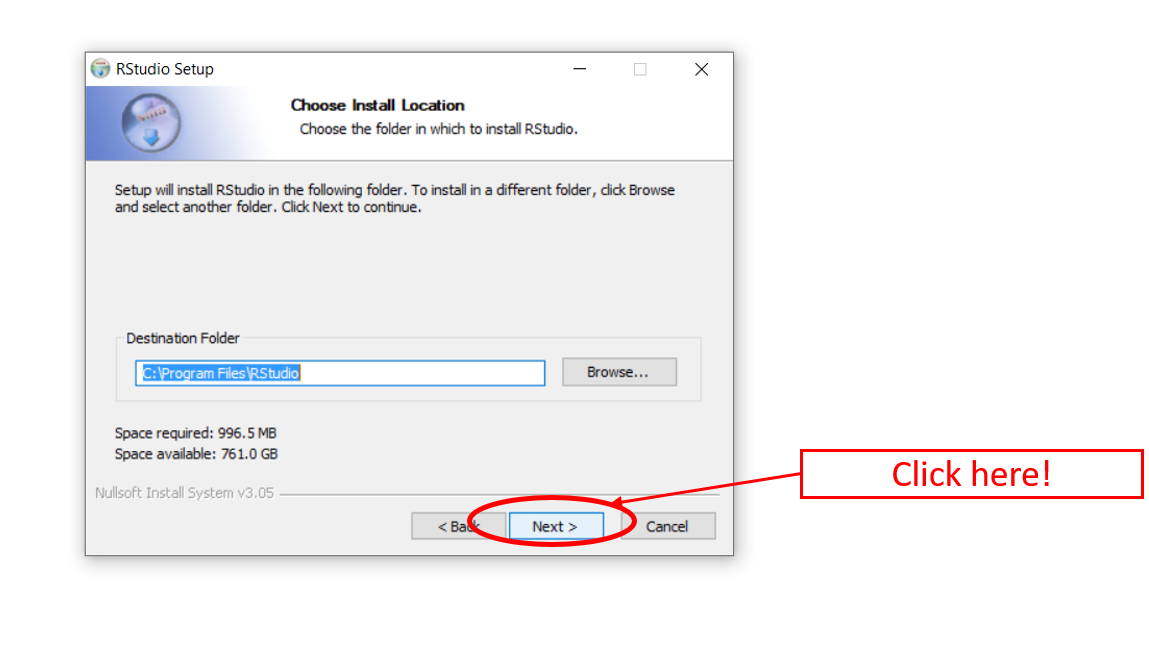 RStudio Setup
Choose Install Location
Choose the folder in which to install RStudio.
Setup will install RStudio in the following folder. To install in a different folder, click Browse
and select another folder. Click Next to continue.
Destination Folder
C:\Program Files\RStudio
Browse...
Space required: 996.5 MB
Space available: 761.0 GB
Click here!
Nullsoft Install System v3.05
< Back
Next >
Cancel